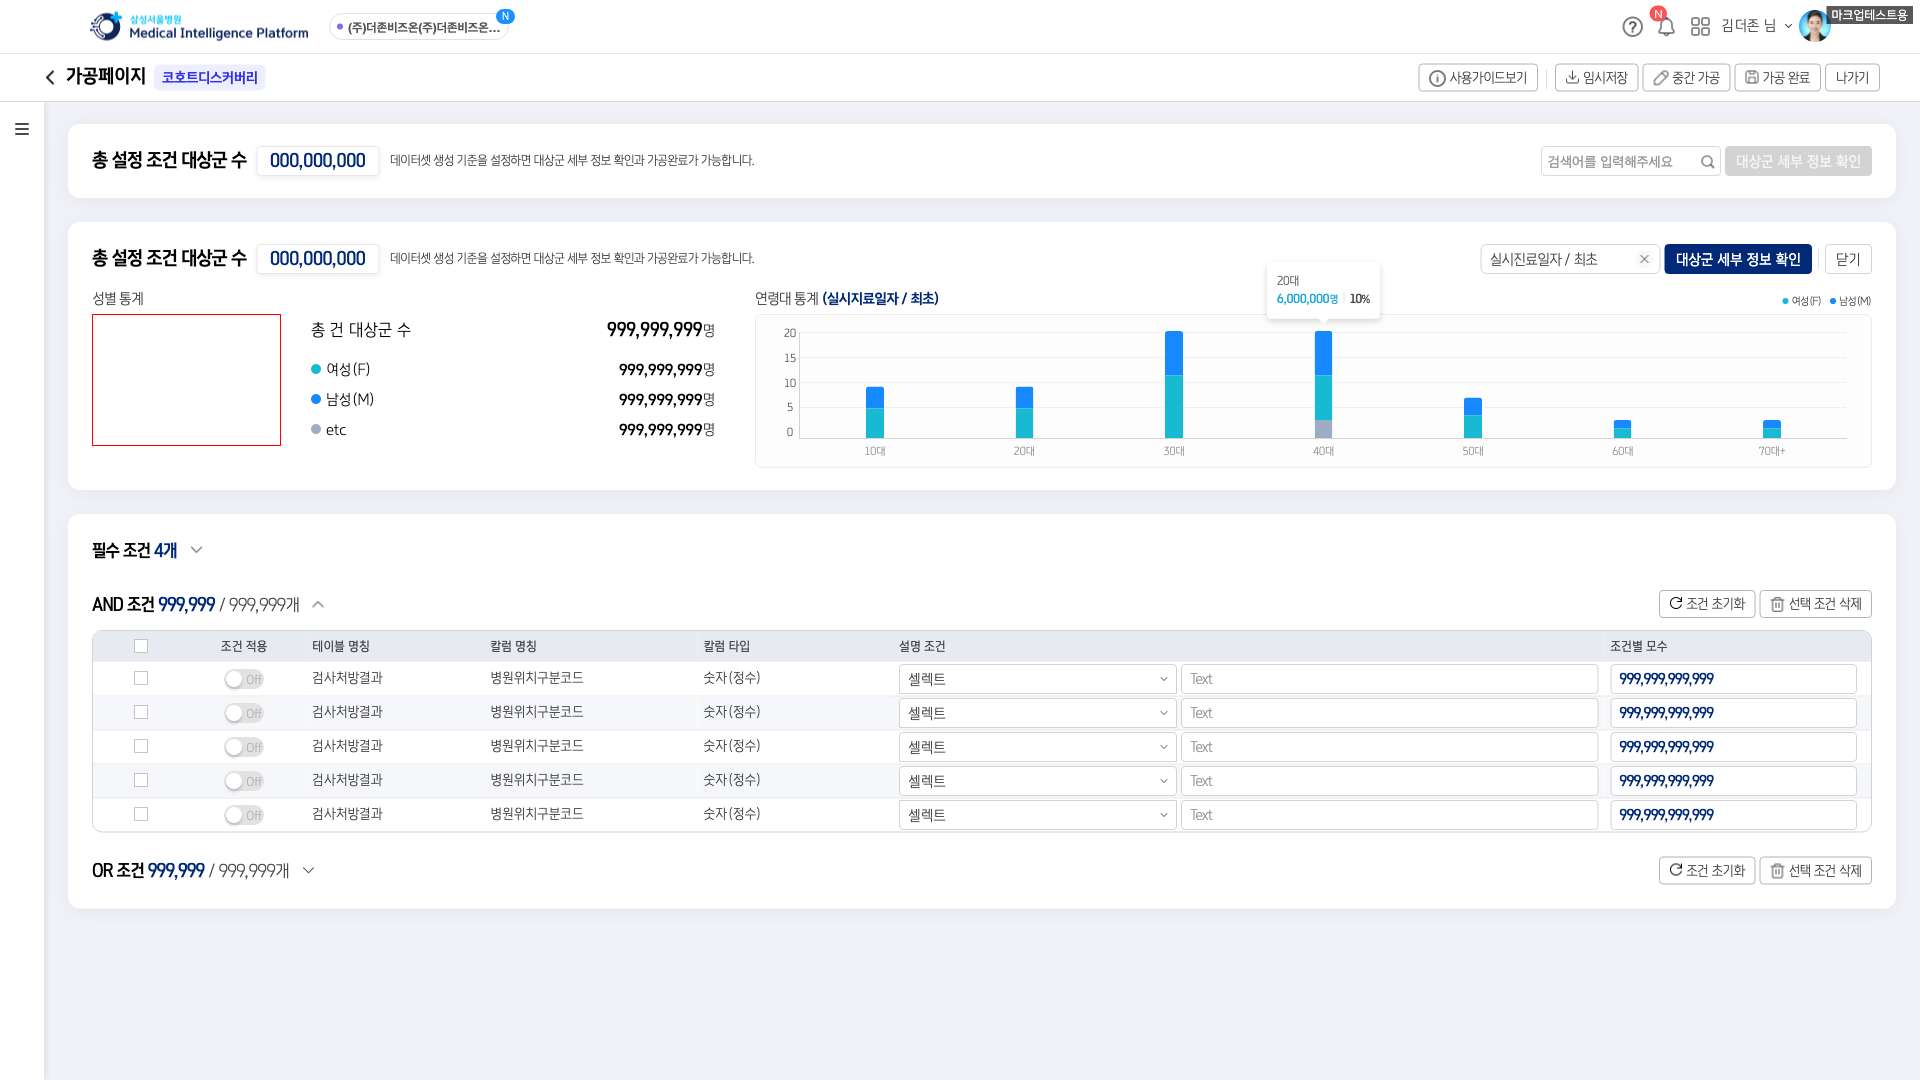 삼성서울병원
Medical Intelligence Platform
(주)더존비즈온(주)더존비즈온...
N
N
김더존 님
마크업테스트용
가공페이지
코호트디스커버리
사용가이드보기
임시저장
중간 가공
가공 완료
나가기
총 설정 조건 대상군 수
000,000,000
데이터셋 생성 기준을 설정하면 대상군 세부 정보 확인과 가공완료가 가능합니다.
검색어를 입력해주세요
대상군 세부 정보 확인
총 설정 조건 대상군 수
000,000,000
데이터셋 생성 기준을 설정하면 대상군 세부 정보 확인과 가공완료가 가능합니다.
실시진료일자 / 최초
대상군 세부 정보 확인
닫기
성별 통계
총 건 대상군 수
999,999,999명
여성(F)
999,999,999명
남성(M)
999,999,999명
etc
999,999,999명
연령대 통계 (실시지료일자 / 최초)
여성(F)
남성(M)
20대
6,000,000명
10%
20
15
10
5
0
10대
20대
30대
40대
50대
60대
70대+
필수 조건 4개
AND 조건 999,999 / 999,999개
조건 초기화
선택 조건 삭제
조건 적용
테이블 명칭
칼럼 명칭
칼럼 타입
설명 조건
조건별 모수
Off
검사처방결과
병원위치구분코드
숫자(정수)
셀렉트
Text
999,999,999,999
Off
검사처방결과
병원위치구분코드
숫자(정수)
셀렉트
Text
999,999,999,999
Off
검사처방결과
병원위치구분코드
숫자(정수)
셀렉트
Text
999,999,999,999
Off
검사처방결과
병원위치구분코드
숫자(정수)
셀렉트
Text
999,999,999,999
Off
검사처방결과
병원위치구분코드
숫자(정수)
셀렉트
Text
999,999,999,999
OR 조건 999,999 / 999,999개
조건 초기화
선택 조건 삭제